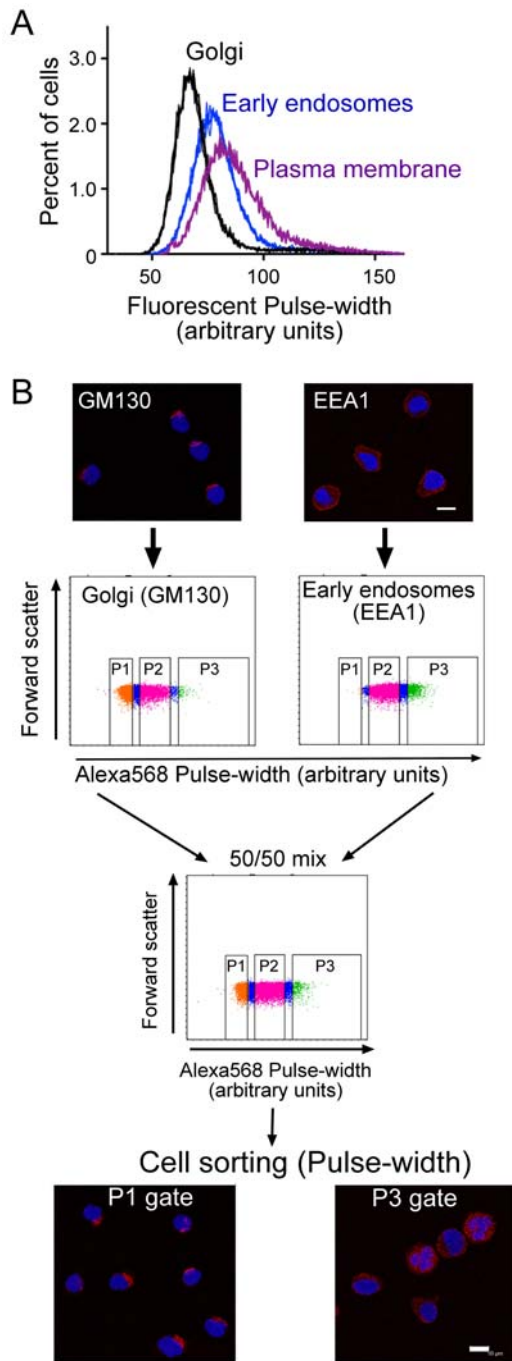 A
3.0
2.0
1.0
0
Percent of cells
Golgi
Early endosomes
Plasma membrane
50
100
150
Fluorescent Pulse-width
(arbitrary units)
B
GM130
EEA1
Golgi (GM130)
Early endosomes
(EEA1)
P1
P2
P3
P1
P2
P3
Forward scatter
Alexa568 Pulse-width (arbitrary units)
50/50 mix
Forward scatter
P1
P2
P3
Alexa568 Pulse-width
(arbitrary units)
Cell sorting (Pulse-width)
P1 gate
P3 gate